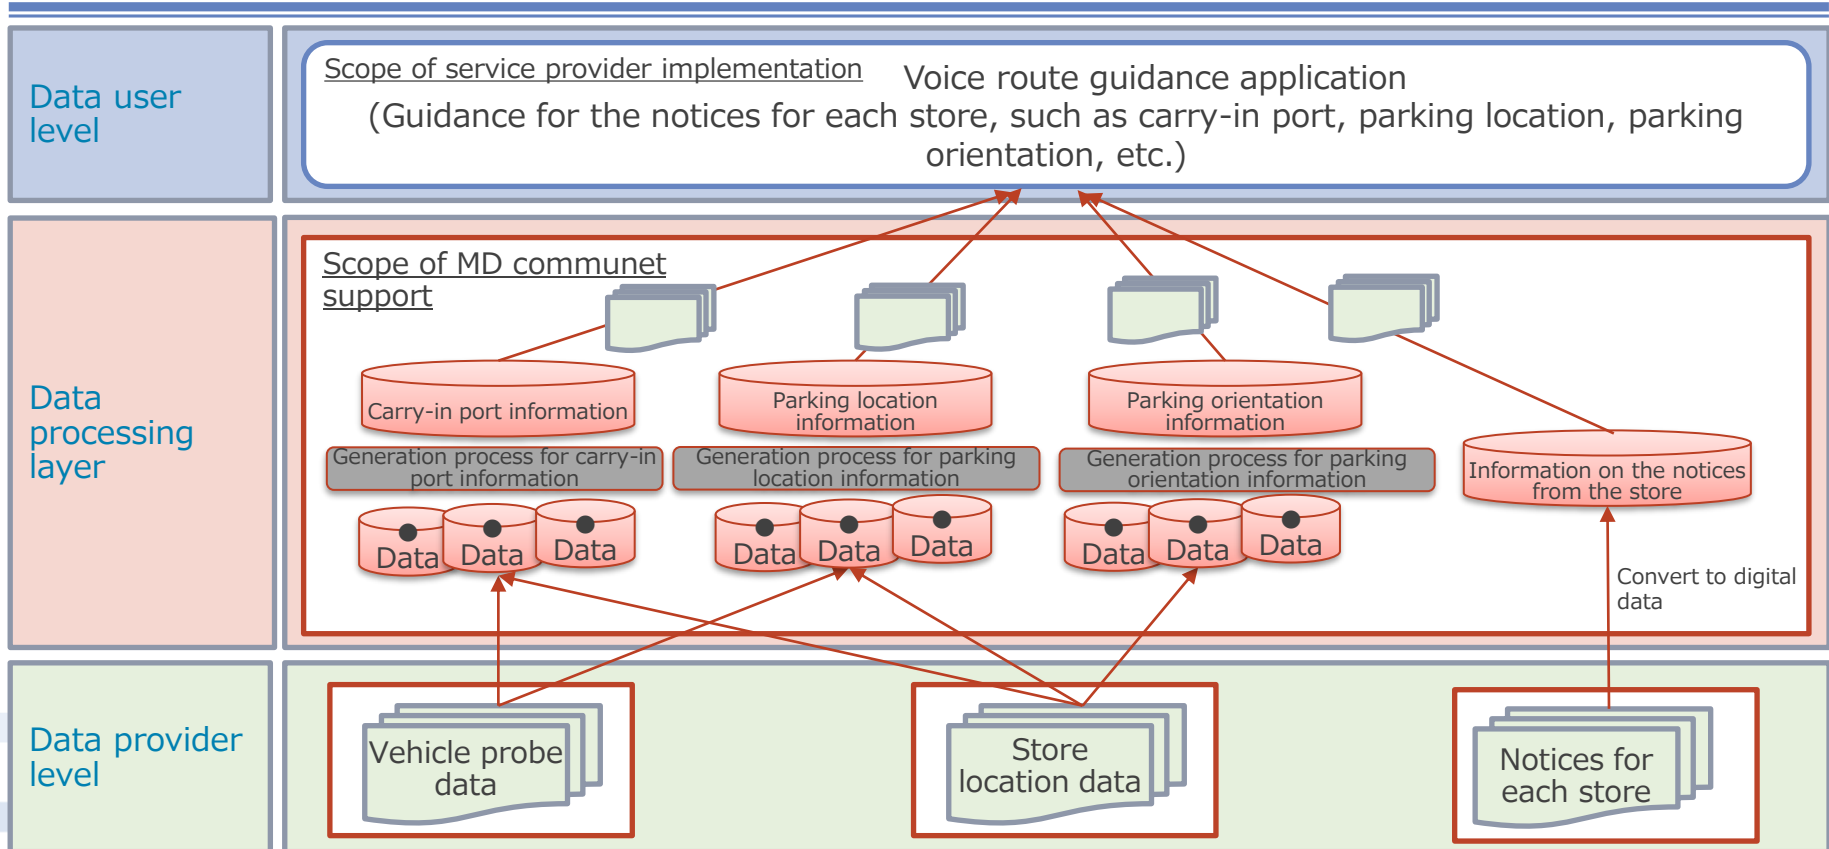 Data user
level
Scope of service provider implementation
Voice route guidance application
(Guidance for the notices for each store, such as carry-in port, parking location, parking
orientation, etc.)
Data
processing
layer
Scope of MD communet
support
Carry-in port information
Parking location
information
Parking orientation
information
Information on the notices
from the store
Generation process for carry-in
port information
Generation process for parking
location information
Generation process for parking
orientation information
Data
Data
Data
Data
Data
Data
Data
Data
Data
Convert to digital
data
Data provider
level
Vehicle probe
data
Store
location data
Notices for
each store